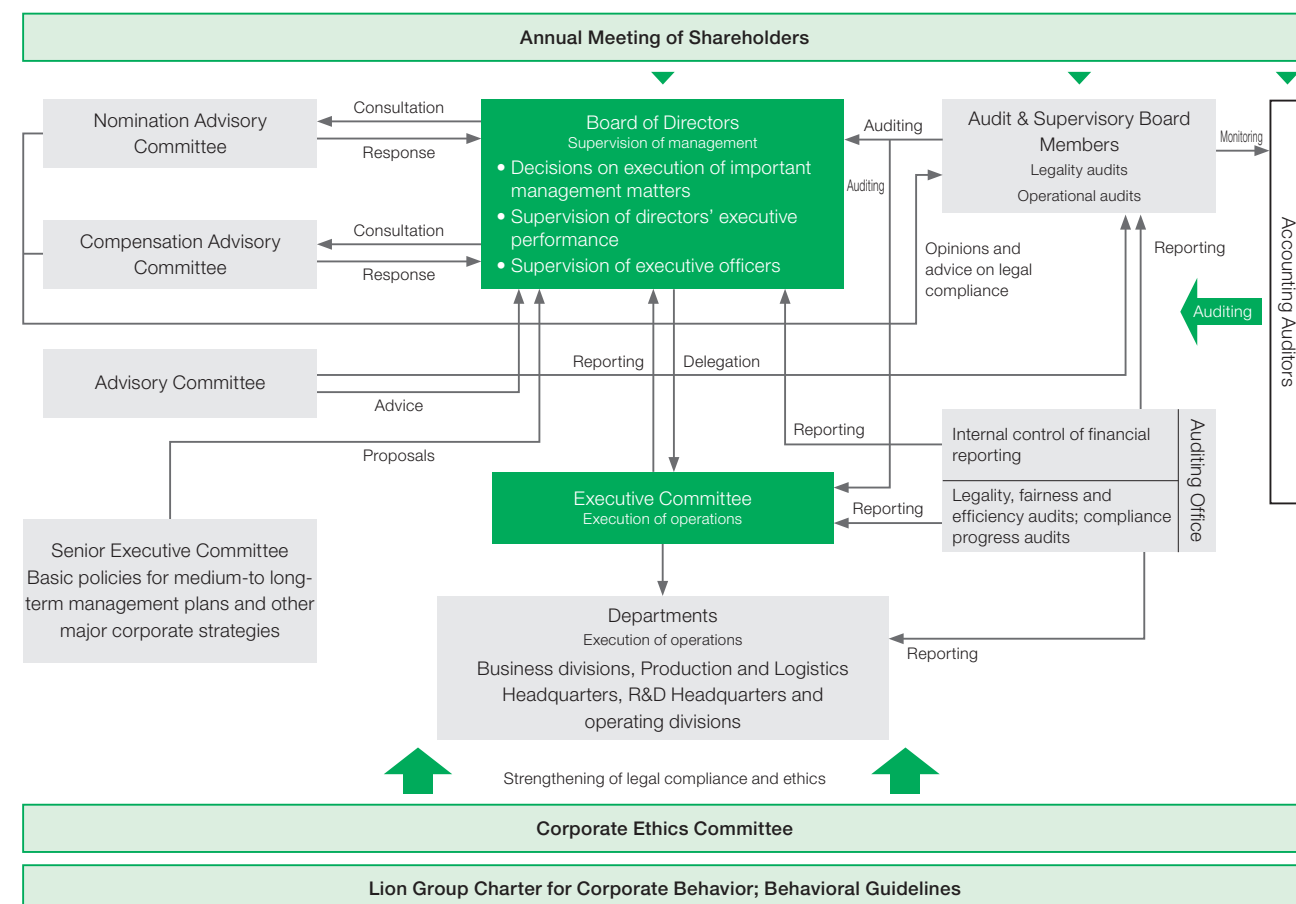 Annual Meeting of Shareholders
Nomination Advisory
Committee
Consultation
Response
Board of Directors
Supervision of management
• Decisions on execution of important
management matters
• Supervision of directors' executive
performance
• Supervision of executive officers
Auditing
Auditing
Audit & Supervisory Board
Members
Legality audits
Operational audits
Monitoring
Accounting Auditors
Compensation Advisory
Committee
Consultation
Response
Opinions and
advice on legal
compliance
Reporting
Auditing
Advisory Committee
Reporting
Delegation
Advice
Proposals
Reporting
Internal control of financial
reporting
Legality, fairness and
efficiency audits; compliance
progress audits
Auditing Office
Executive Committee
Execution of operations
Reporting
Senior Executive Committee
Basic policies for medium-to long-
term management plans and other
major corporate strategies
Departments
Execution of operations
Business divisions, Production and Logistics
Headquarters, R&D Headquarters and
operating divisions
Reporting
Strengthening of legal compliance and ethics
Corporate Ethics Committee
Lion Group Charter for Corporate Behavior; Behavioral Guidelines